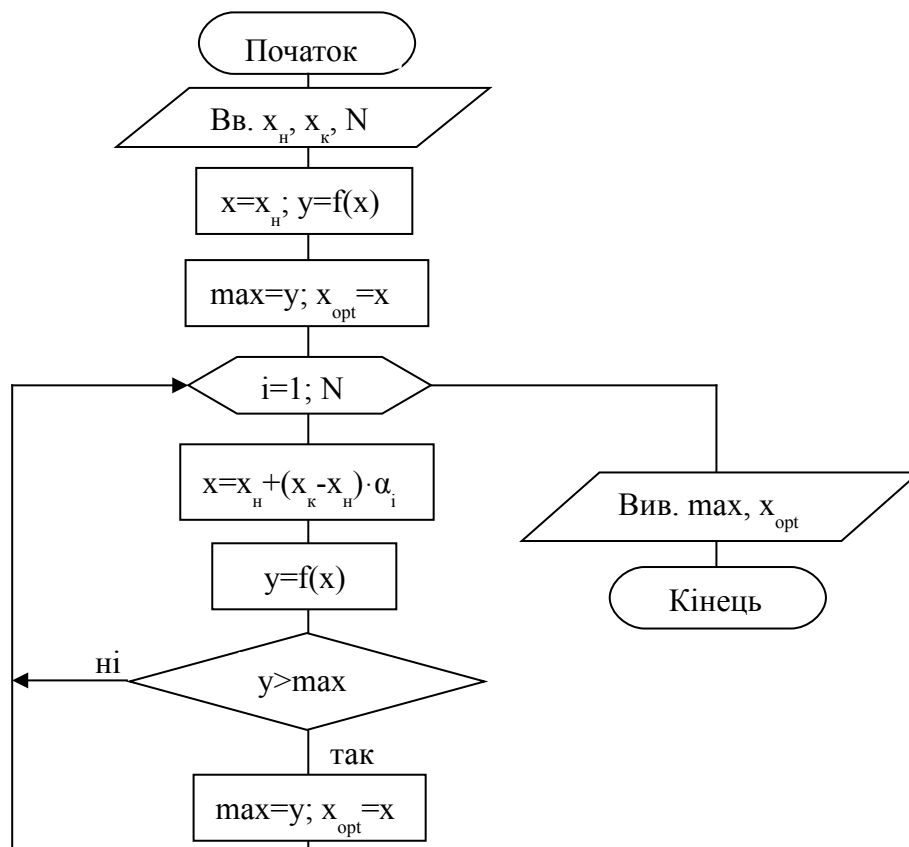 Початок
Вв. xн, xк, N
x=xн; y=f(x)
max=y; xopt=x
i=1; N
x=xн+(xк-xн)·αi
y=f(x)
y>max
ні
так
max=y; xopt=x
Вив. max, xopt
Кінець